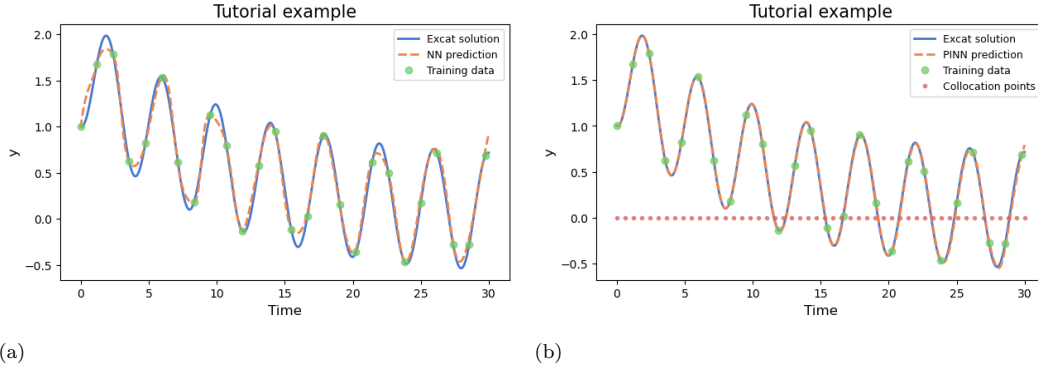 Tutorial example
2.0
1.5
1.0
0.5
0.0
−0.5
y
Excat solution
NN prediction
Training data
0 5 10 15 20 25 30
Time
(a)
Tutorial example
2.0
1.5
1.0
0.5
0.0
−0.5
y
Excat solution
PINN prediction
Training data
Collocation points
0 5 10 15 20 25 30
Time
(b)